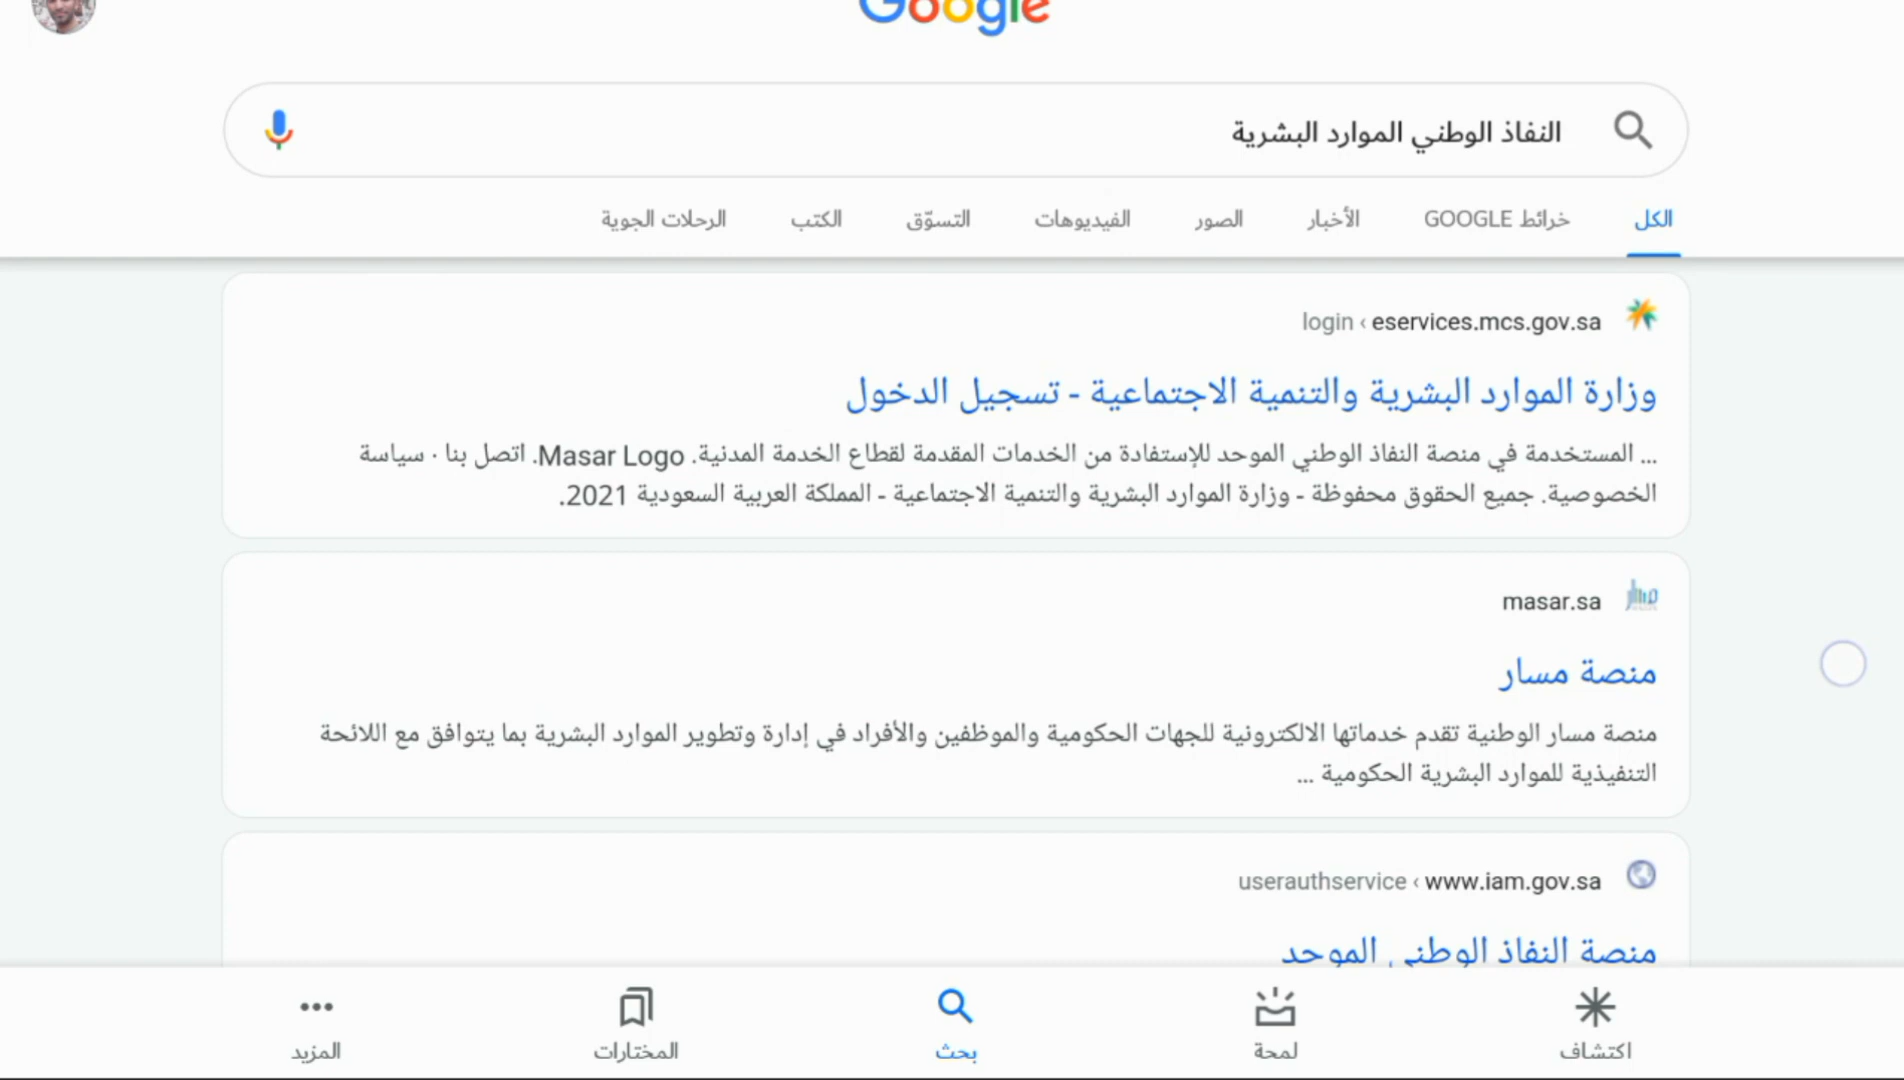 Google
النفاذ الوطني الموارد البشرية
الكل خرائط GOOGLE الأخبار الصور الفيديوهات التسوّق الكتب الرحلات الجوية
eservices.mcs.gov.sa › login
وزارة الموارد البشرية والتنمية الاجتماعية - تسجيل الدخول
... المستخدمة في منصة النفاذ الوطني الموحد للإستفادة من الخدمات المقدمة لقطاع الخدمة المدنية. Masar Logo. اتصل بنا · سياسة
الخصوصية. جميع الحقوق محفوظة - وزارة الموارد البشرية والتنمية الاجتماعية - المملكة العربية السعودية 2021.
masar.sa
منصة مسار
منصة مسار الوطنية تقدم خدماتها الالكترونية للجهات الحكومية والموظفين والأفراد في إدارة وتطوير الموارد البشرية بما يتوافق مع اللائحة
التنفيذية للموارد البشرية الحكومية ...
www.iam.gov.sa › userauthservice
منصة النفاذ الوطني الموحد
اكتشاف لمحة بحث المختارات المزيد